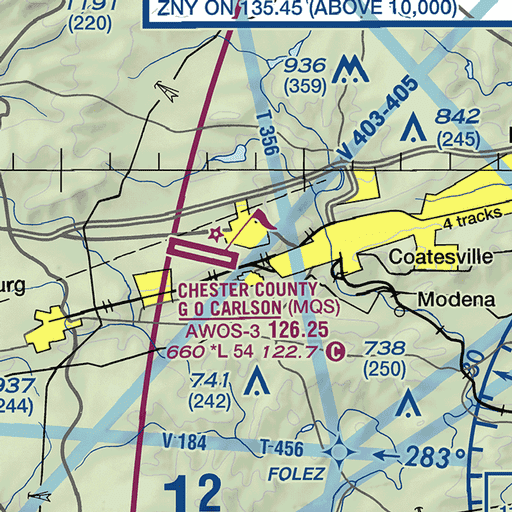 1191
(220)
ZNY ON 135.45 (ABOVE 10,000)
936
(359)
T 356
V 403-405
842
(245)
4 tracks
Coatesville
Modena
urg
CHESTER COUNTY
G O CARLSON (MQS)
AWOS-3 126.25
660 *L 54 122.7 C
937
(244)
741
(242)
738
(250)
V 184
T-456
FOLEZ
283°
12